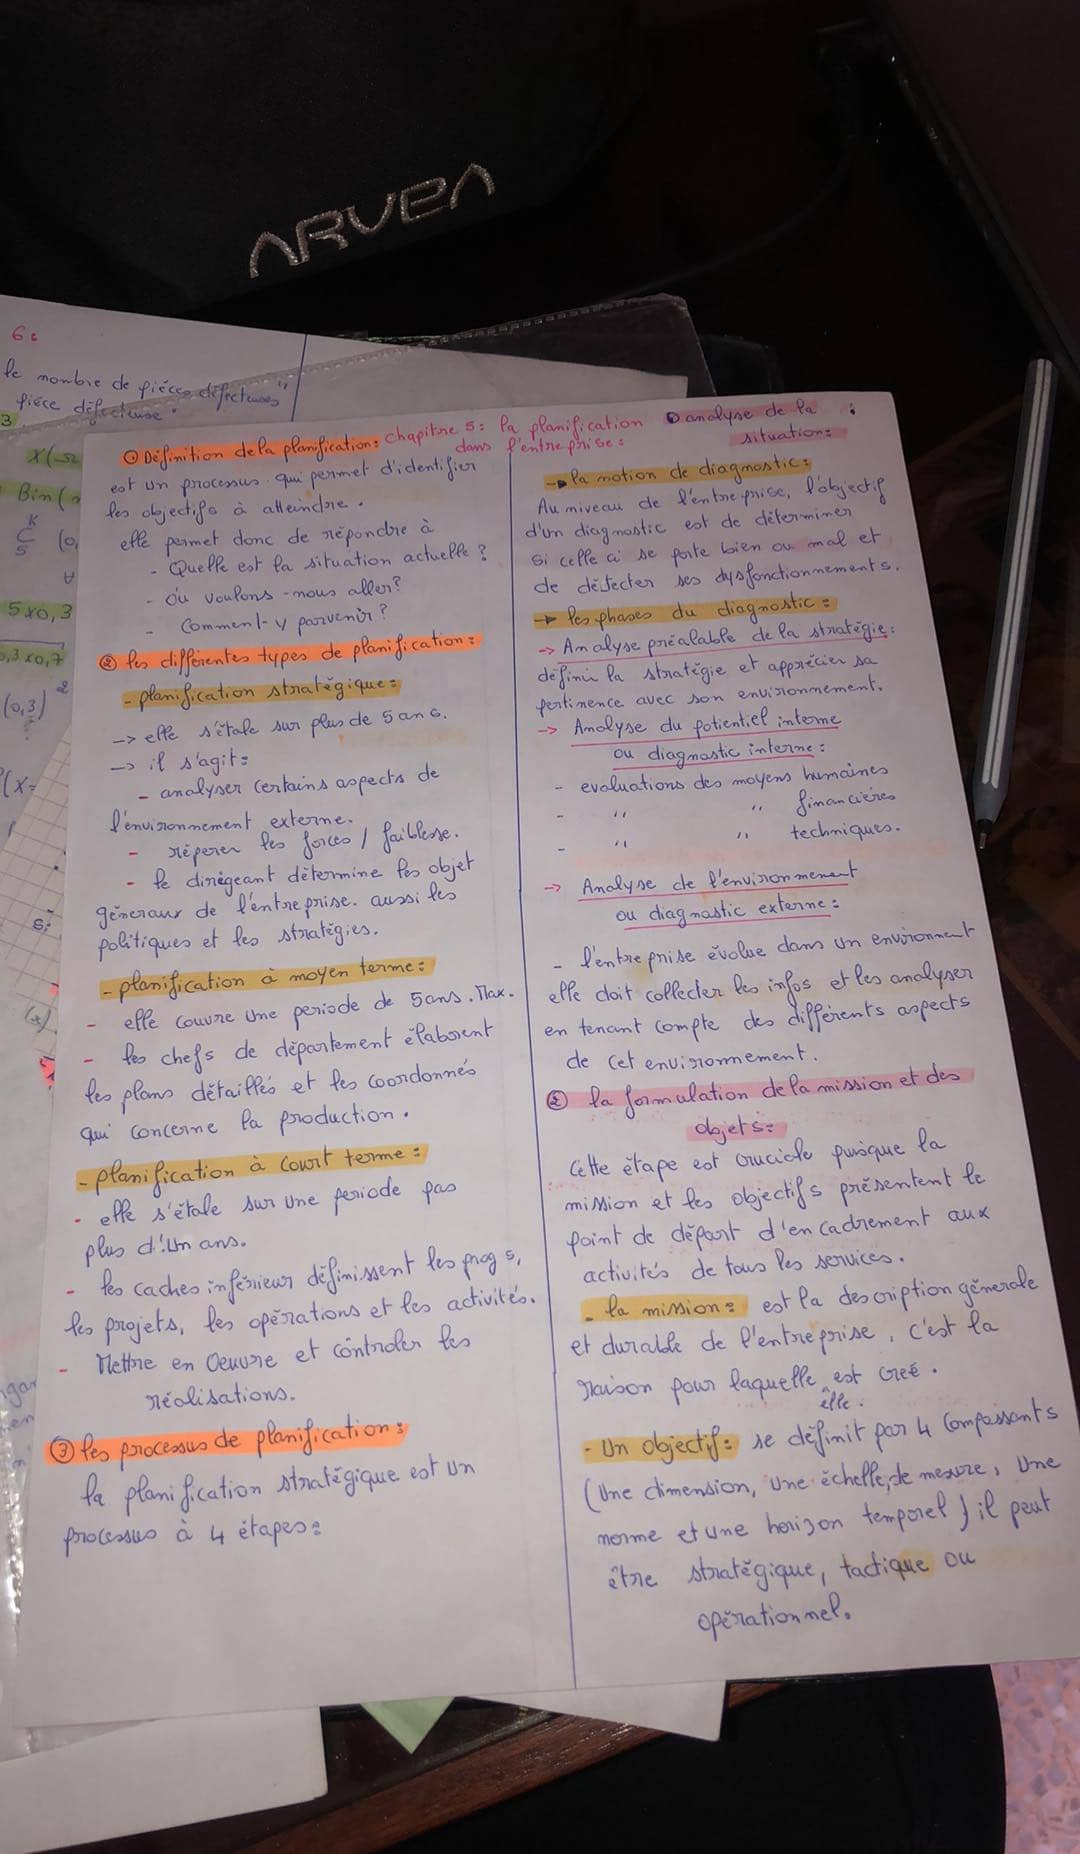 ARVEA
6:
le nombre de pièces défectueuses"
pièce défectueuse"
3
Bin(n
5x0,3
0,3x0,7
(0,3)²
Chapitre 5: la planification
dans l'entreprise:
① Définition de la planification:
est un processus qui permet d'identifier
les objectifs à atteindre.
elle permet donc de répondre à
- Quelle est la situation actuelle ?
- où voulons-nous aller?
- Comment-y parvenir ?
② les différentes types de planification:
- planification stratégique:
-> elle s'étale sur plus de 5 ans.
-> il s'agit:
- analyser certains aspects de
l'environnement externe.
- réperer les forces / faiblesse.
- le dirigeant détermine les objet
géneraux de l'entreprise. aussi les
politiques et les stratégies.
- planification à moyen terme:
- elle couvre une periode de 5ans. Max.
- les chefs de département élaborent
les plans détaillés et les coordonnés
qui concerne la production.
- planification à court terme:
- elle s'étale sur une periode pas
plus d'un ans.
- les caches inférieur définissent les prog s,
les projets, les opérations et les activités.
- Mettre en Oeuvre et contrôler les
réalisations.
③ les processus de planification:
la planification stratégique est un
processus à 4 étapes:
① analyse de la
situation:
-> la notion de diagnostic:
Au niveau de l'entreprise, l'objectif
d'un diagnostic est de déterminer
si celle ci se porte bien ou mal et
de détecter ses dysfonctionnements.
-> les phases du diagnostic:
-> Analyse préalable de la stratégie:
définir la stratégie et apprécier sa
pertinence avec son environnement.
-> Analyse du potientiel interne
ou diagnostic interne:
- evaluations des moyens humaines
- " " financières
- " " techniques.
-> Analyse de l'environnement
ou diagnostic externe:
- l'entreprise évolue dans un environment
elle doit collecter les infos et les analyser
en tenant compte des différents aspects
de cet environnement.
② la formulation de la mission et des
objets:
Cette étape est cruciale puisque la
mission et les objectifs présentent le
point de départ d'encadrement aux
activités de tous les services.
- la mission: est la description génerale
et durable de l'entreprise, c'est la
raison pour laquelle est creé.
elle.
- Un objectif: se définit par 4 compossants
(Une dimension, une échelle, de mesure, Une
norme et une horizon temporel) il peut
être stratégique, tactique ou
opérationnel.